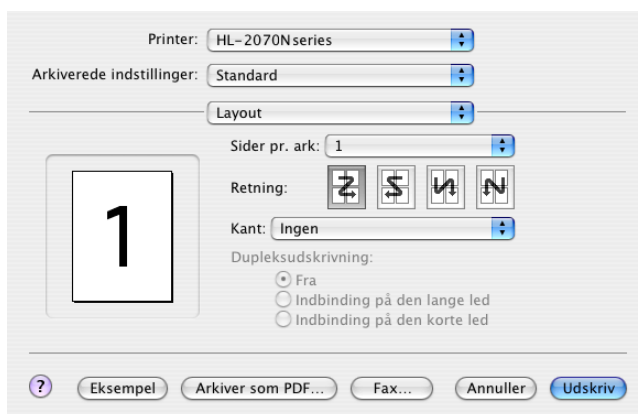 Printer: HL-2070N series
Arkiverede indstillinger: Standard
Layout
Sider pr. ark: 1
Retning:
Kant: Ingen
Dupleksudskrivning:
Fra
Indbinding på den lange led
Indbinding på den korte led
1
? Eksempel Arkiver som PDF... Fax... Annuller Udskriv